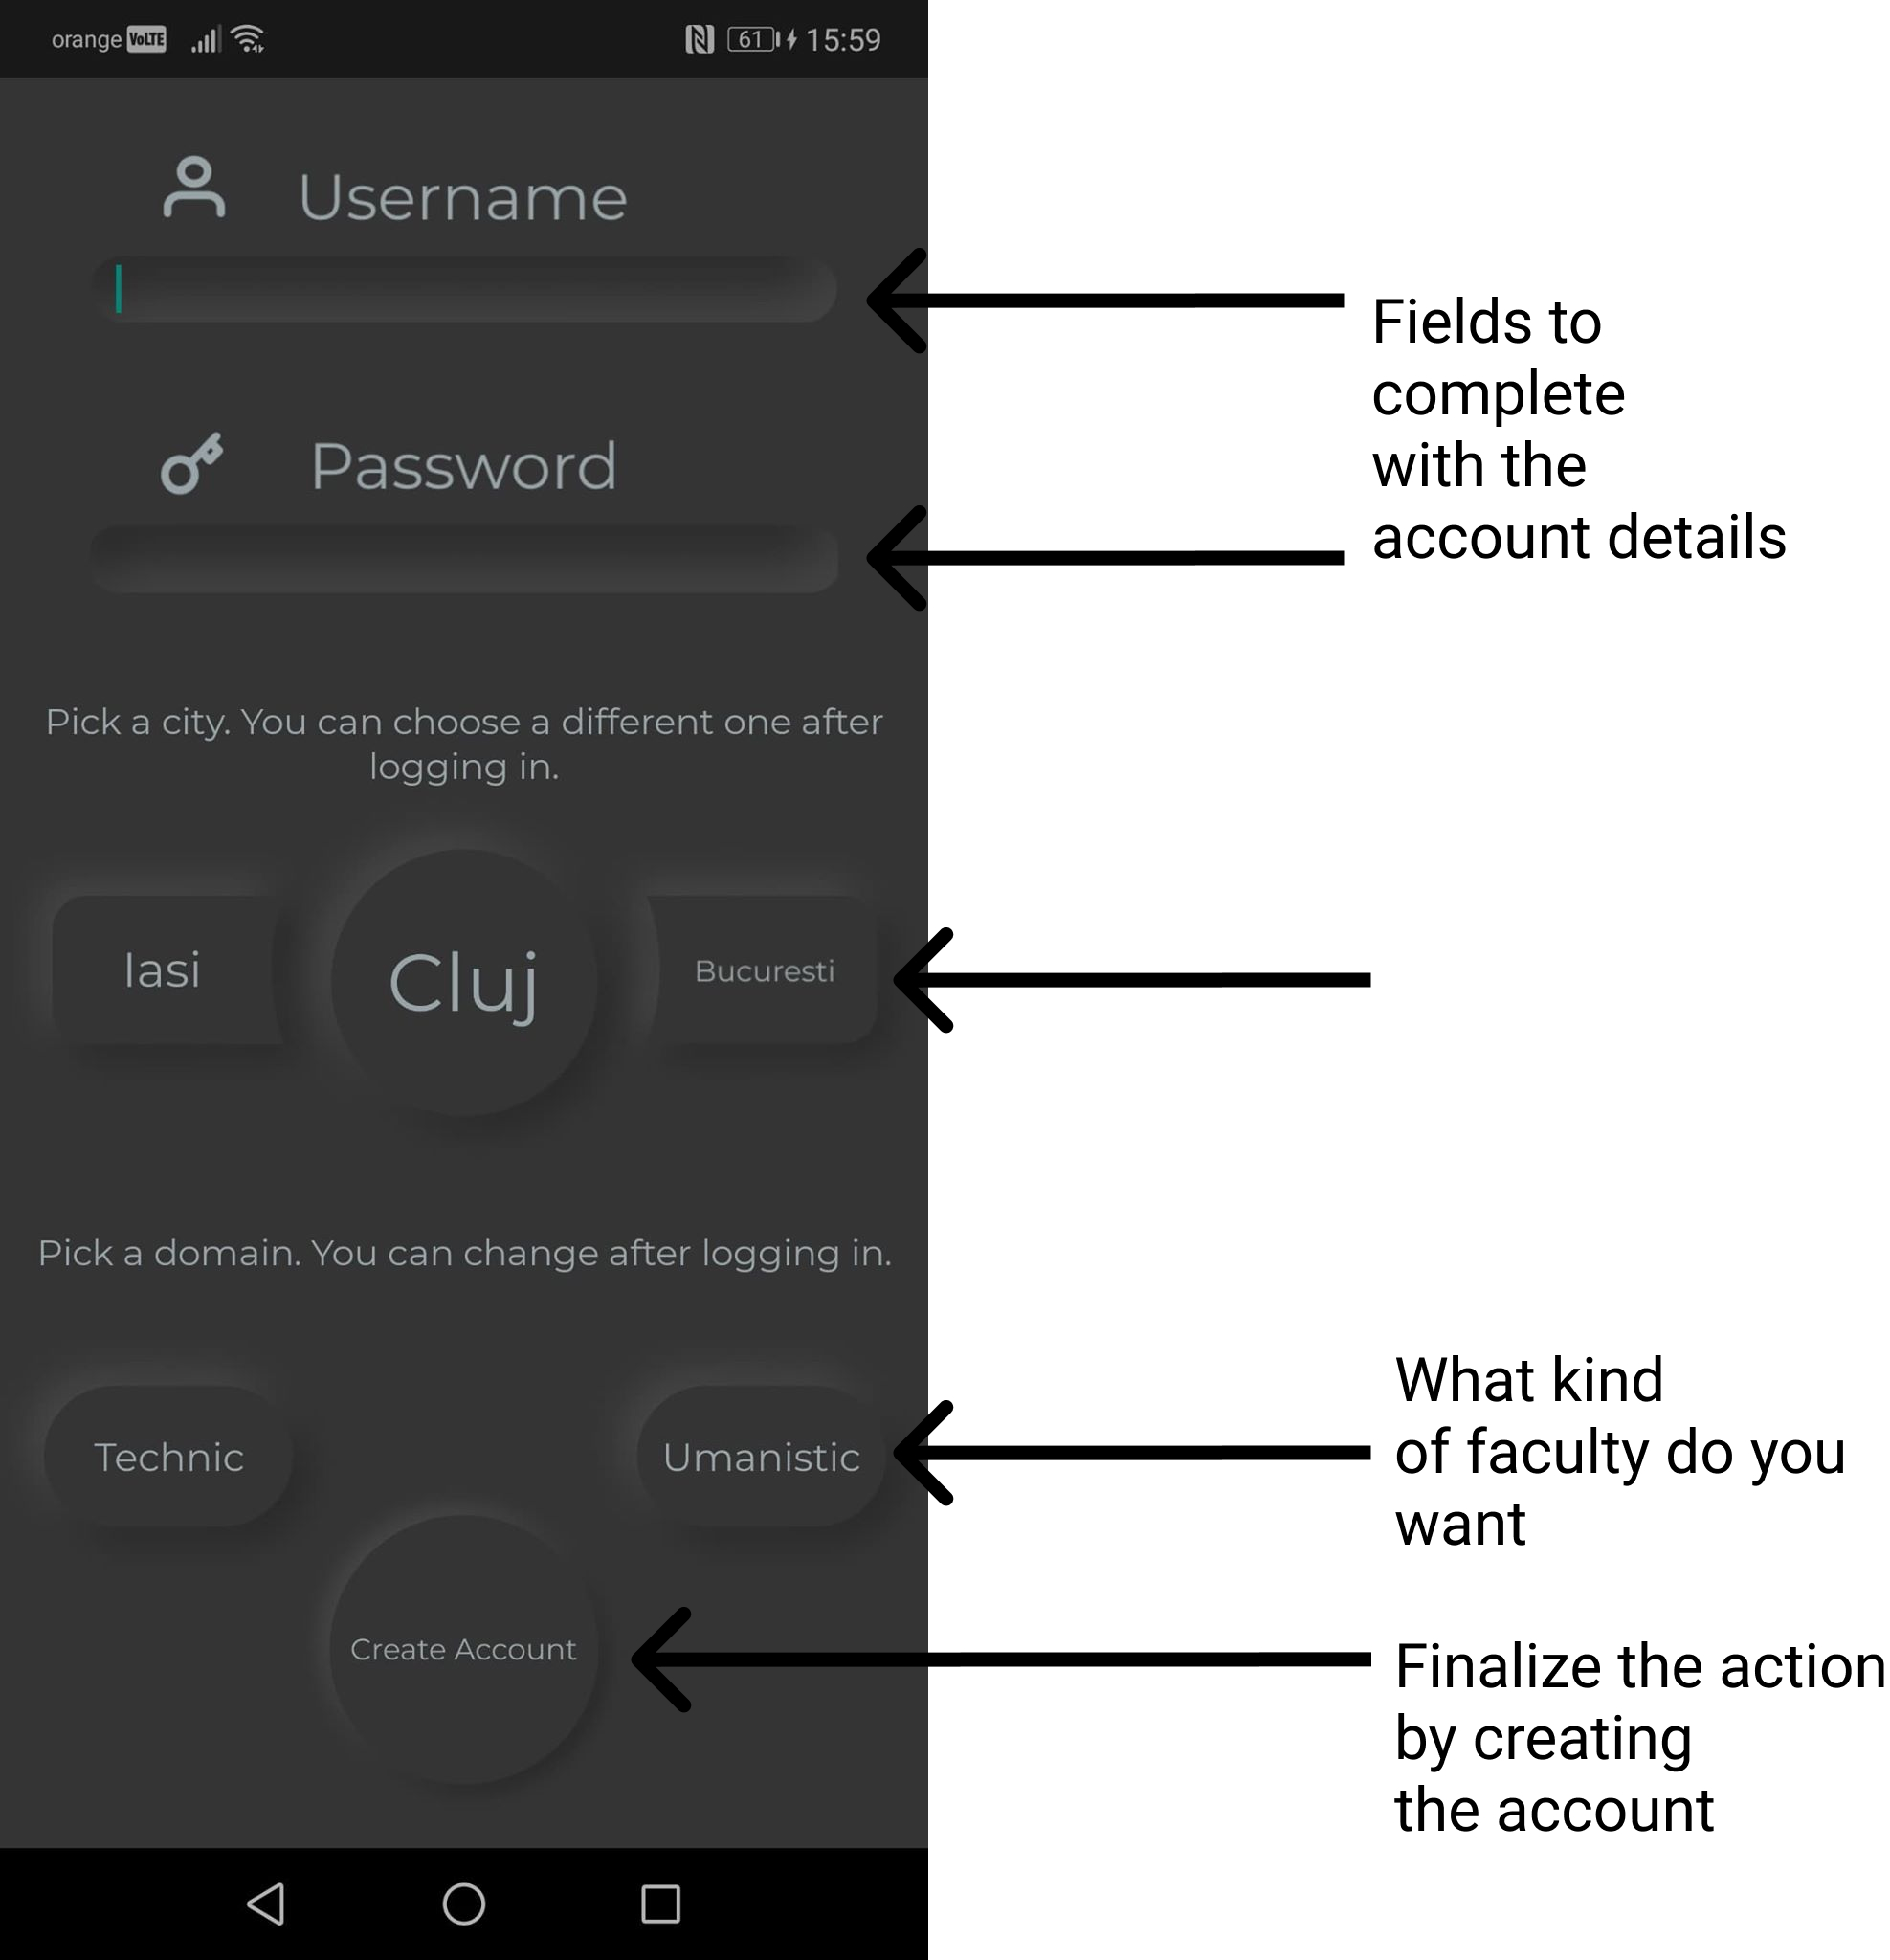 orange VoLTE 61 15:59
Username
Fields to
complete
with the
account details
Password
Pick a city. You can choose a different one after
logging in.
Iasi
Cluj
Bucuresti
Pick a domain. You can change after logging in.
Technic
Umanistic
What kind
of faculty do you
want
Create Account
Finalize the action
by creating
the account